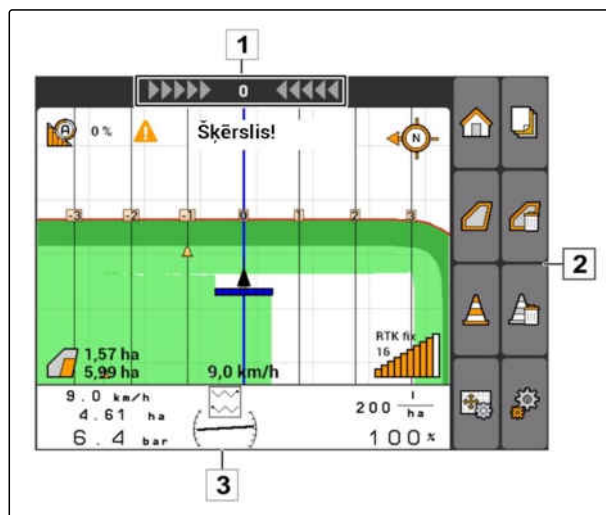 1
0
0 %
Šķērslis!
N
-3 -2 -1 0 1 2 3
2
RTK fix
16
1,57 ha
5,99 ha
9,0 km/h
9.0 km/h
4.61 ha
6.4 bar
200 l/ha
100 %
3